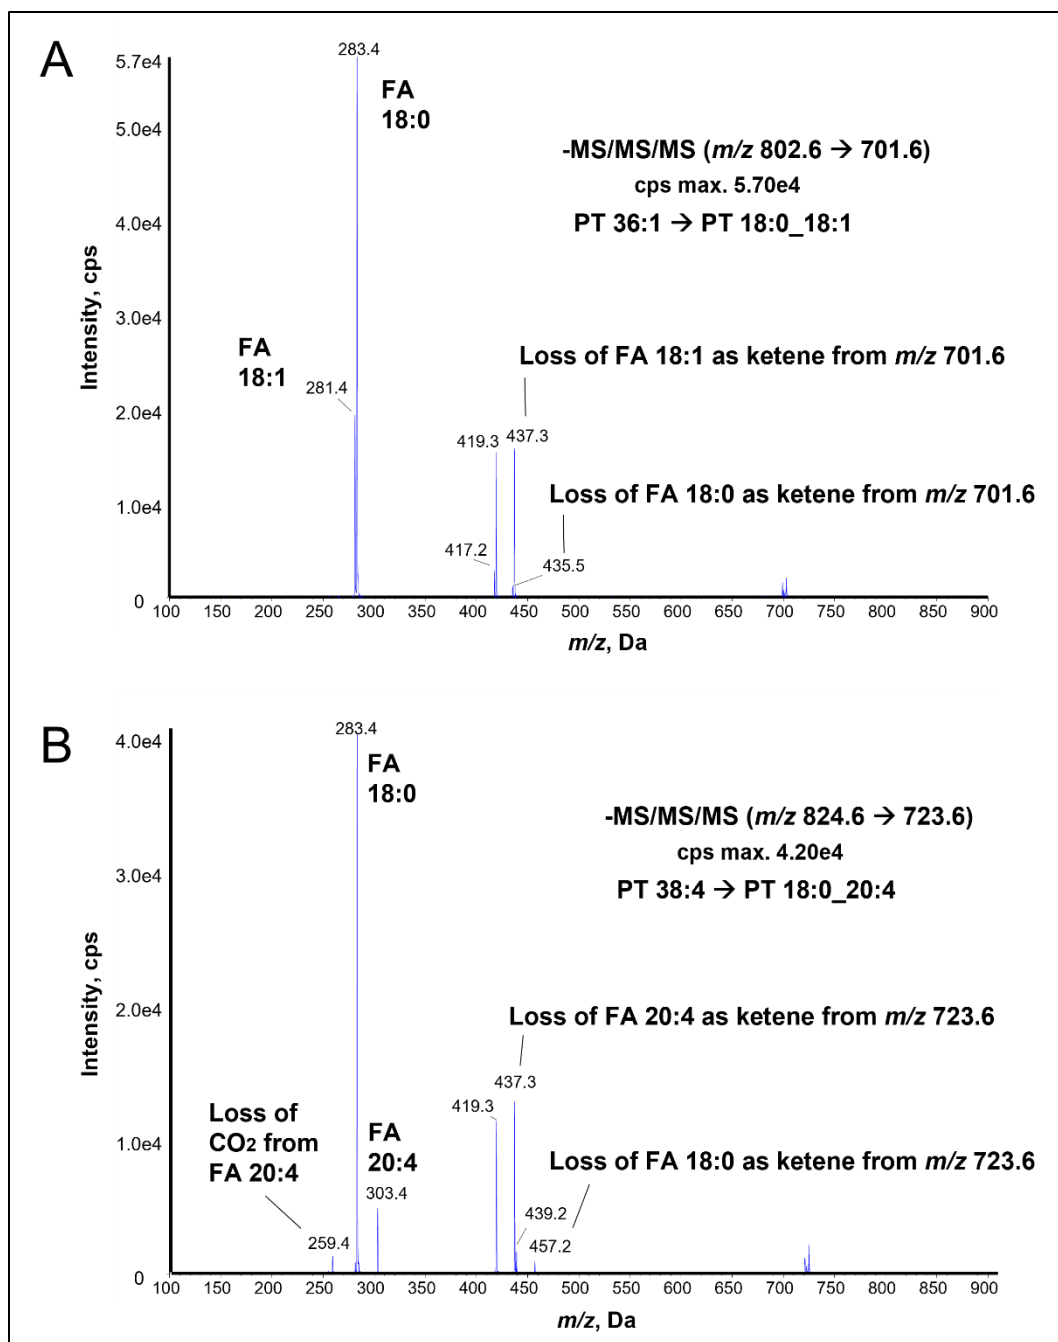 A
5.7e4
5.0e4
4.0e4
3.0e4
2.0e4
1.0e4
0
Intensity, cps
283.4
FA
18:0
-MS/MS/MS (m/z 802.6 → 701.6)
cps max. 5.70e4
PT 36:1 → PT 18:0_18:1
FA
18:1
281.4
Loss of FA 18:1 as ketene from m/z 701.6
419.3
437.3
Loss of FA 18:0 as ketene from m/z 701.6
417.2
435.5
100 150 200 250 300 350 400 450 500 550 600 650 700 750 800 850 900
m/z, Da
B
4.0e4
3.0e4
2.0e4
1.0e4
0
Intensity, cps
283.4
FA
18:0
-MS/MS/MS (m/z 824.6 → 723.6)
cps max. 4.20e4
PT 38:4 → PT 18:0_20:4
Loss of FA 20:4 as ketene from m/z 723.6
437.3
419.3
Loss of
CO2 from
FA 20:4
FA
20:4
303.4
Loss of FA 18:0 as ketene from m/z 723.6
439.2
259.4
457.2
100 150 200 250 300 350 400 450 500 550 600 650 700 750 800 850 900
m/z, Da